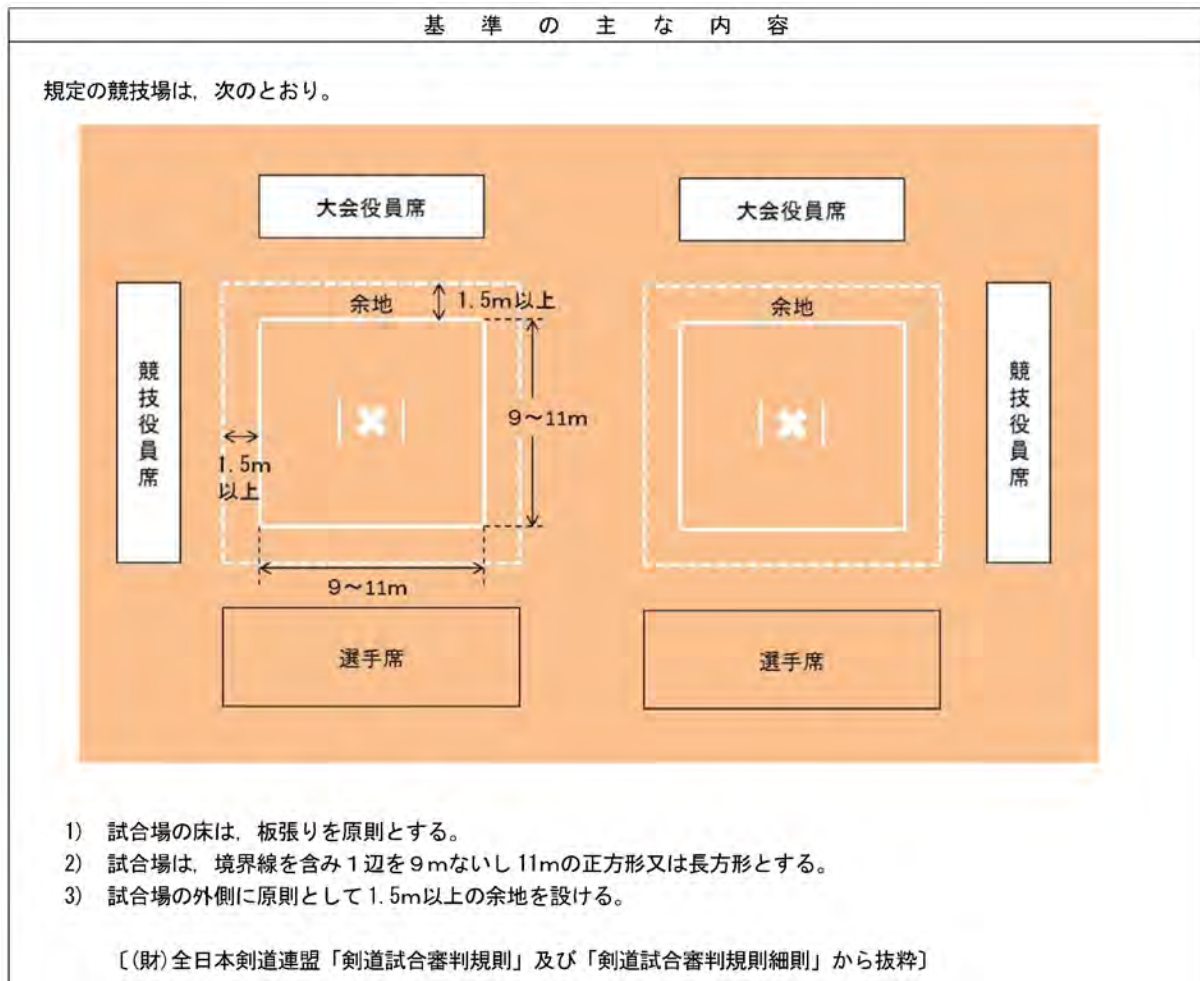 基準の主な内容
規定の競技場は，次のとおり。
大会役員席
大会役員席
余地
1.5m以上
余地
競技役員席
9～11m
競技役員席
1.5m
以上
9～11m
選手席
選手席
1) 試合場の床は，板張りを原則とする。
2) 試合場は，境界線を含み１辺を９mないし11mの正方形又は長方形とする。
3) 試合場の外側に原則として1.5m以上の余地を設ける。
〔(財)全日本剣道連盟「剣道試合審判規則」及び「剣道試合審判規則細則」から抜粋〕